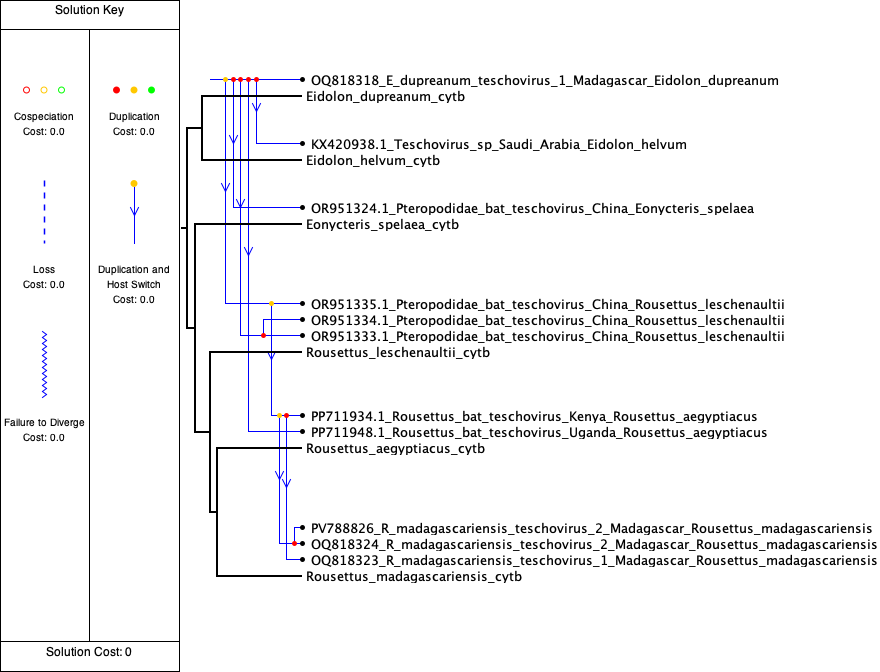 Solution Key
Cospeciation
Cost: 0.0
Duplication
Cost: 0.0
Loss
Cost: 0.0
Duplication and
Host Switch
Cost: 0.0
Failure to Diverge
Cost: 0.0
Solution Cost: 0
OQ818318_E_dupreanum_teschovirus_1_Madagascar_Eidolon_dupreanum
Eidolon_dupreanum_cytb
KX420938.1_Teschovirus_sp_Saudi_Arabia_Eidolon_helvum
Eidolon_helvum_cytb
OR951324.1_Pteropodidae_bat_teschovirus_China_Eonycteris_spelaea
Eonycteris_spelaea_cytb
OR951335.1_Pteropodidae_bat_teschovirus_China_Rousettus_leschenaultii
OR951334.1_Pteropodidae_bat_teschovirus_China_Rousettus_leschenaultii
OR951333.1_Pteropodidae_bat_teschovirus_China_Rousettus_leschenaultii
Rousettus_leschenaultii_cytb
PP711934.1_Rousettus_bat_teschovirus_Kenya_Rousettus_aegyptiacus
PP711948.1_Rousettus_bat_teschovirus_Uganda_Rousettus_aegyptiacus
Rousettus_aegyptiacus_cytb
PV788826_R_madagascariensis_teschovirus_2_Madagascar_Rousettus_madagascariensis
OQ818324_R_madagascariensis_teschovirus_2_Madagascar_Rousettus_madagascariensis
OQ818323_R_madagascariensis_teschovirus_1_Madagascar_Rousettus_madagascariensis
Rousettus_madagascariensis_cytb